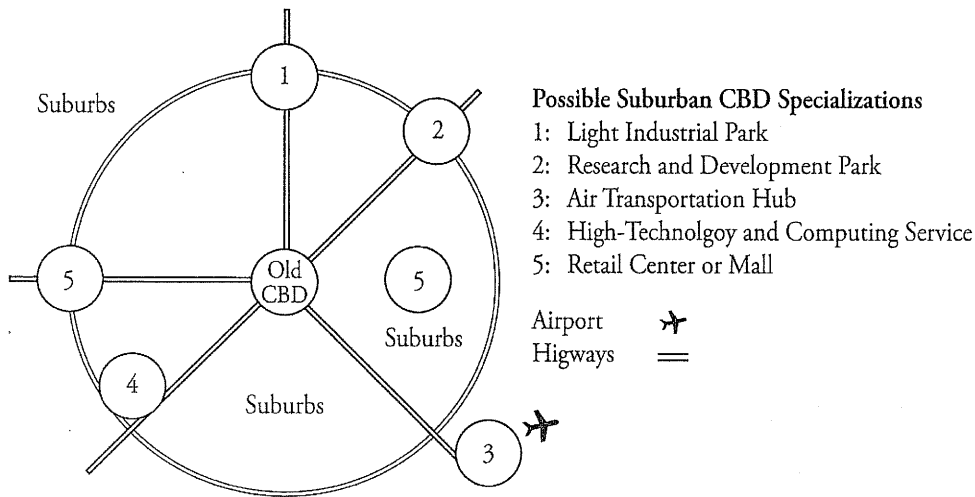 1
Suburbs
2
5
Old
CBD
5
Suburbs
4
Suburbs
3
Possible Suburban CBD Specializations
1: Light Industrial Park
2: Research and Development Park
3: Air Transportation Hub
4: High-Technolgoy and Computing Service
5: Retail Center or Mall
Airport
Higways